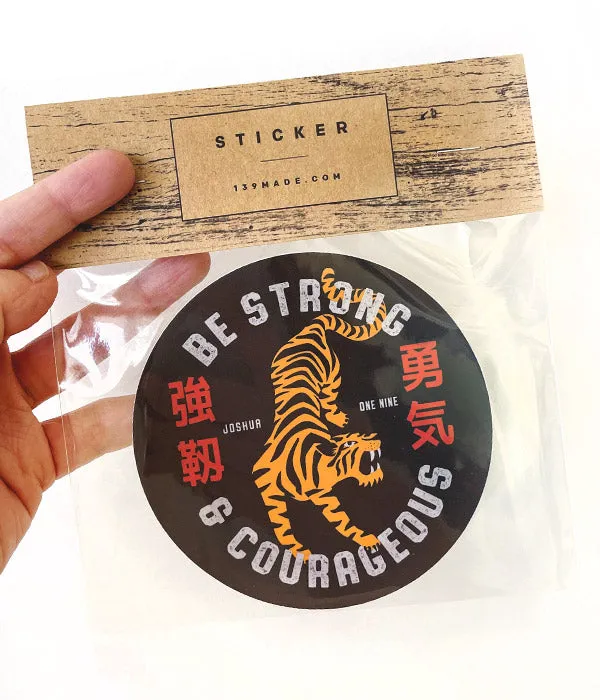 STICKER
139MADE.COM
BE STRONG
強靭
JOSHUA
ONE NINE
勇気
& COURAGEOUS